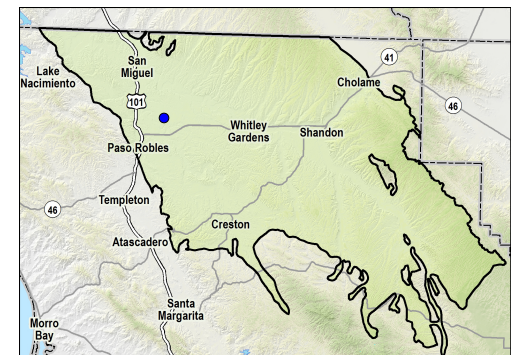 San
Miguel
41
Lake
Nacimiento
Cholame
101
46
Whitley
Gardens
Shandon
Paso Robles
Templeton
46
Creston
Atascadero
Santa
Margarita
Morro
Bay